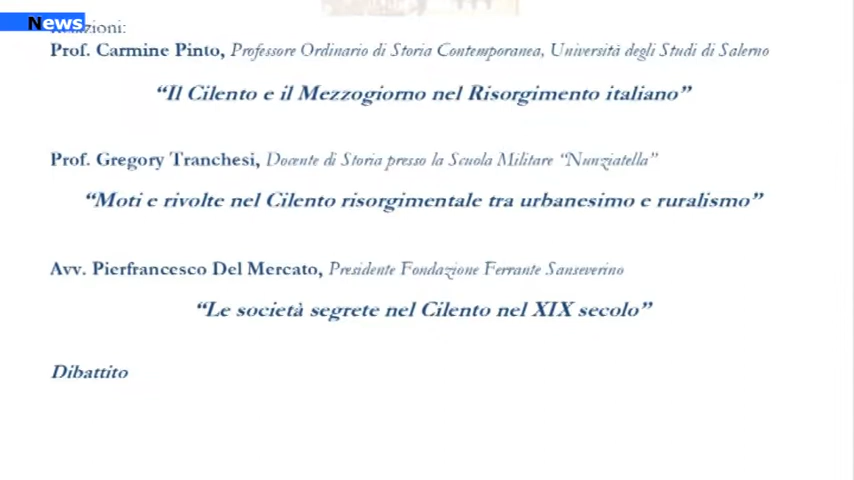 News
Prof. Carmine Pinto, Professore Ordinario di Storia Contemporanea, Università degli Studi di Salerno
“Il Cilento e il Mezzogiorno nel Risorgimento italiano”
Prof. Gregory Tranchesi, Docente di Storia presso la Scuola Militare “Nunziatella”
“Moti e rivolte nel Cilento risorgimentale tra urbanesimo e ruralismo”
Avv. Pierfrancesco Del Mercato, Presidente Fondazione Ferrante Sanseverino
“Le società segrete nel Cilento nel XIX secolo”
Dibattito